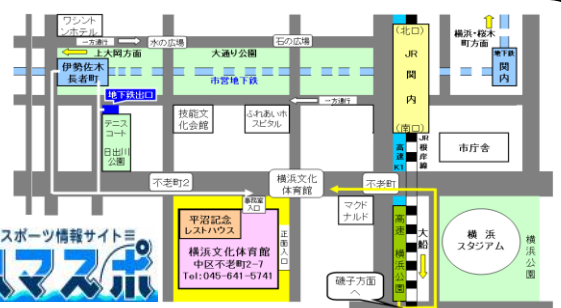 ワシント
ンホテル
一方通行
水の広場
大通り公園
石の広場
上大岡方面
市営地下鉄
伊勢佐木
長者町
地下鉄出口
テニス
コート
日出川
公園
技能文
化会館
ふれあいホ
スピタル
一方通行
(北口)
JR
関
内
(南口)
高速
K1
JR
根岸
線
横浜・桜木
町方面
地下鉄
関
内
市庁舎
不老町2
横浜文化
体育館
不老町
事務室
入口
平沼記念
レストハウス
横浜文化体育館
中区不老町2-7
Tel:045-641-5741
正面入口
マクド
ナルド
高速
横浜公園
大船
磯子方面
へ
横浜
スタジアム
横浜公園
スポーツ情報サイト
マスポ